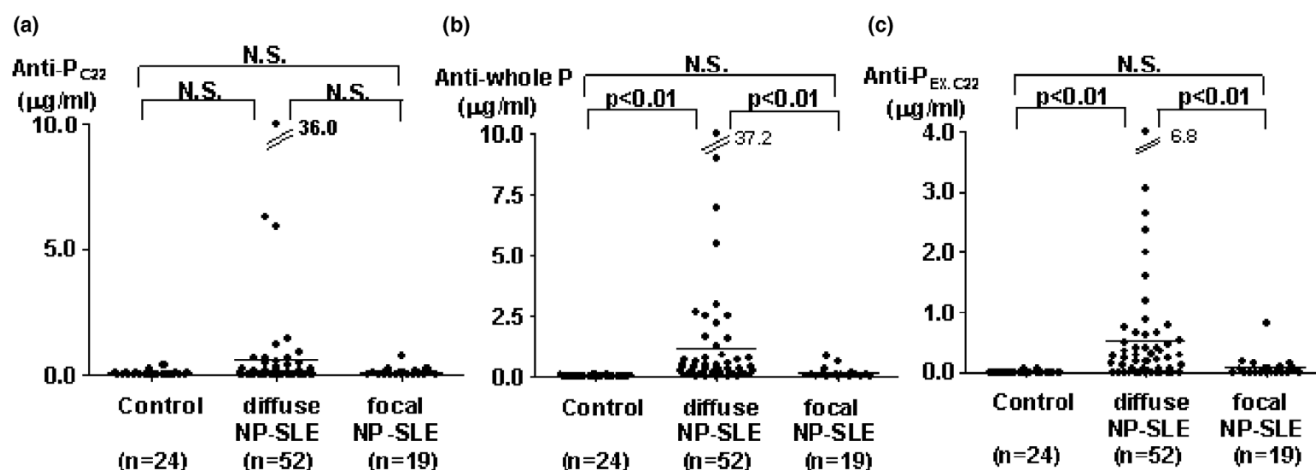 (a)
Anti-PC22
(µg/ml)
N.S.
N.S.
N.S.
10.0
36.0
5.0
0.0
Control
diffuse
NP-SLE
focal
NP-SLE
(n=24)
(n=52)
(n=19)
(b)
Anti-whole P
(µg/ml)
N.S.
p<0.01
p<0.01
10.0
37.2
7.5
5.0
2.5
0.0
Control
diffuse
NP-SLE
focal
NP-SLE
(n=24)
(n=52)
(n=19)
(c)
Anti-PEX. C22
(µg/ml)
N.S.
p<0.01
p<0.01
4.0
6.8
3.0
2.0
1.0
0.0
Control
diffuse
NP-SLE
focal
NP-SLE
(n=24)
(n=52)
(n=19)